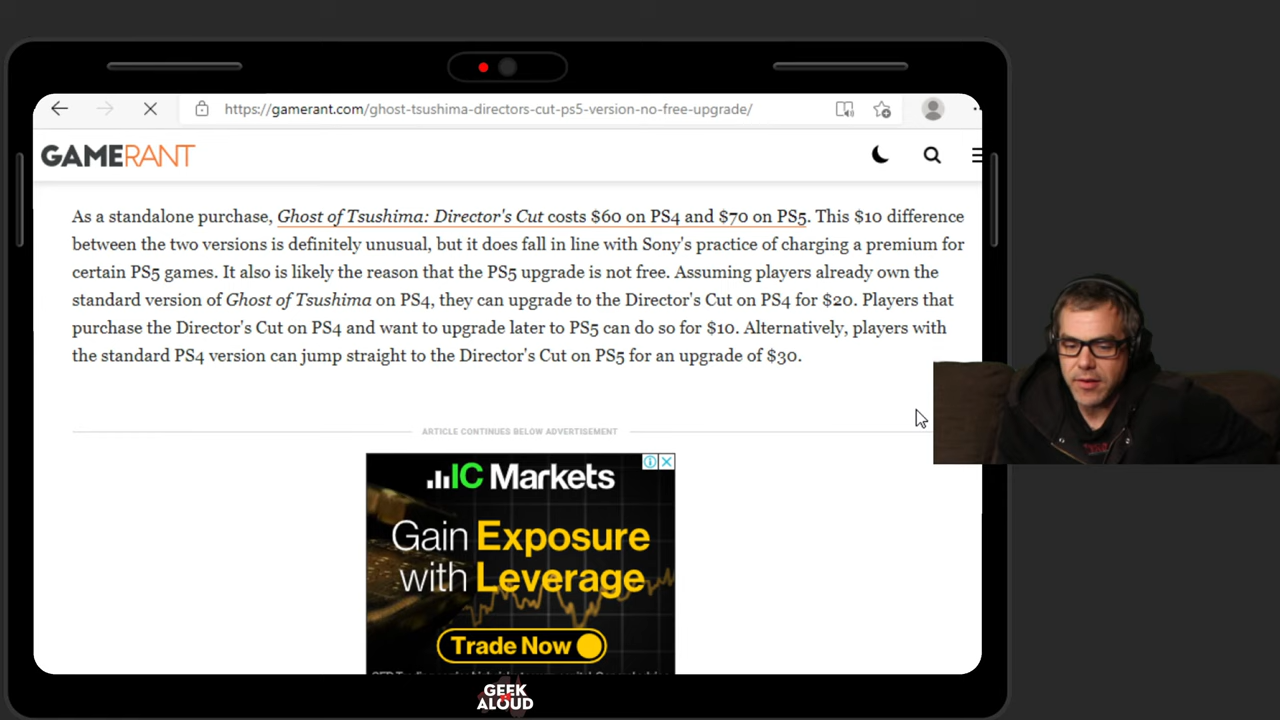 https://gamerant.com/ghost-tsushima-directors-cut-ps5-version-no-free-upgrade/
GAMERANT
As a standalone purchase, Ghost of Tsushima: Director's Cut costs $60 on PS4 and $70 on PS5. This $10 difference
between the two versions is definitely unusual, but it does fall in line with Sony's practice of charging a premium for
certain PS5 games. It also is likely the reason that the PS5 upgrade is not free. Assuming players already own the
standard version of Ghost of Tsushima on PS4, they can upgrade to the Director's Cut on PS4 for $20. Players that
purchase the Director's Cut on PS4 and want to upgrade later to PS5 can do so for $10. Alternatively, players with
the standard PS4 version can jump straight to the Director's Cut on PS5 for an upgrade of $30.
ARTICLE CONTINUES BELOW ADVERTISEMENT
IC Markets
Gain Exposure
with Leverage
Trade Now
GEEK
ALOUD